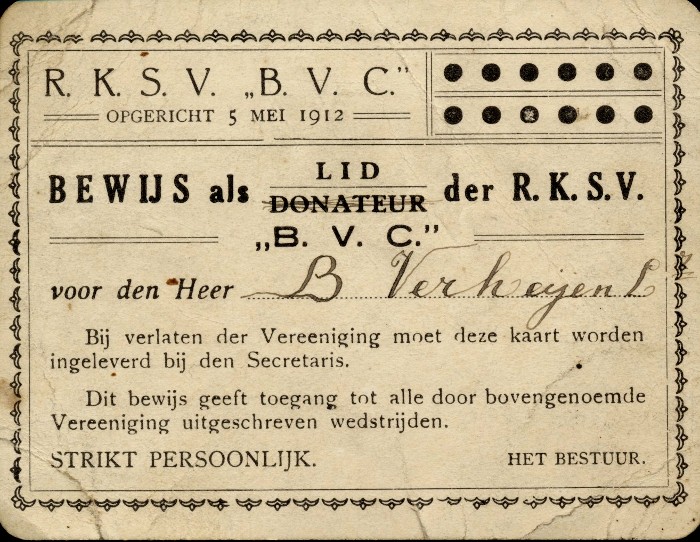 R. K. S. V. „B. V. C.”
OPGERICHT 5 MEI 1912
BEWIJS als LID DONATEUR der R. K. S. V.
„B. V. C.”
voor den Heer B Verheyen L
Bij verlaten der Vereeniging moet deze kaart worden
ingeleverd bij den Secretaris.
Dit bewijs geeft toegang tot alle door bovengenoemde
Vereeniging uitgeschreven wedstrijden.
STRIKT PERSOONLIJK. HET BESTUUR.